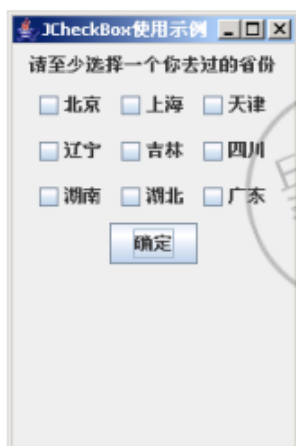 JCheckBox使用示例
请至少选择一个你去过的省份
北京 上海 天津
辽宁 吉林 四川
湖南 湖北 广东
确定